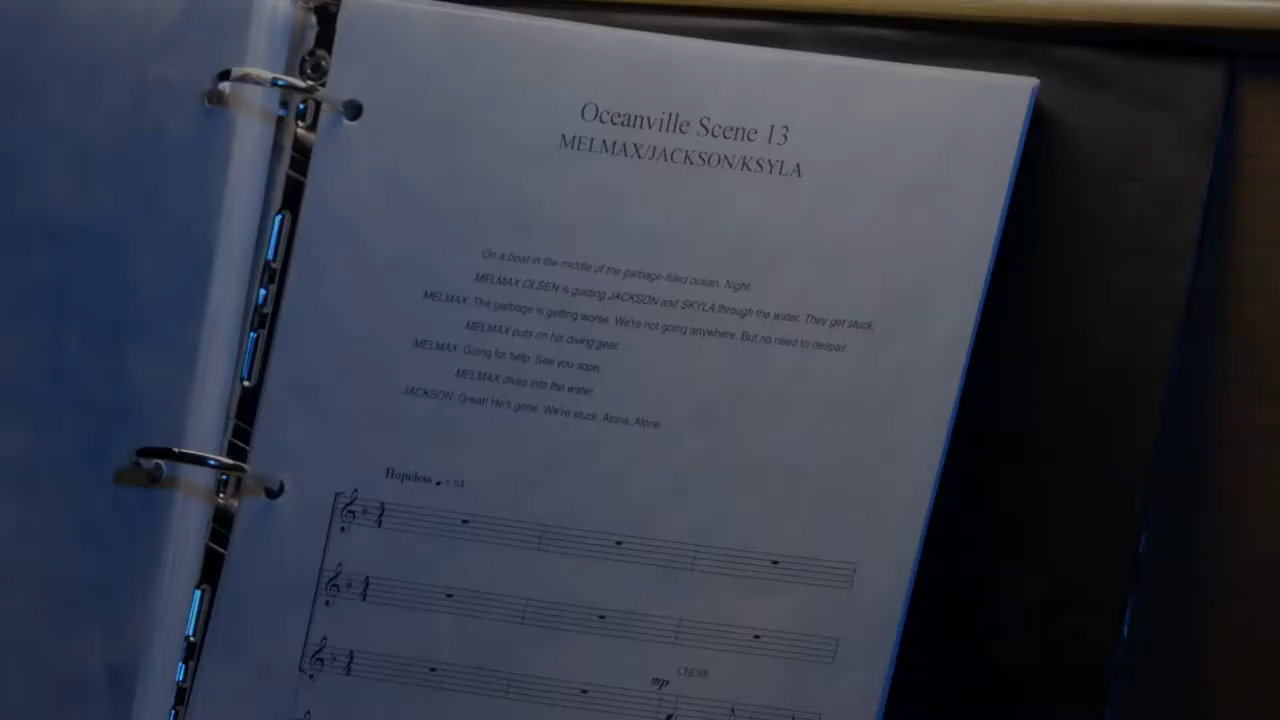 Oceanville Scene 13
MELMAX/JACKSON/KSYLA
On a boat in the middle of the garbage-filled ocean. Night.
MELMAX OLSEN is guiding JACKSON and SKYLA through the water. They get stuck.
MELMAX: The garbage is getting worse. We're not going anywhere. But no need to despair.
MELMAX puts on his diving gear.
MELMAX: Going for help. See you soon.
MELMAX dives into the water.
JACKSON: Great! He's gone. We're stuck. Alone. Alone
Hopeless ♩ = 84
CHOIR
mp